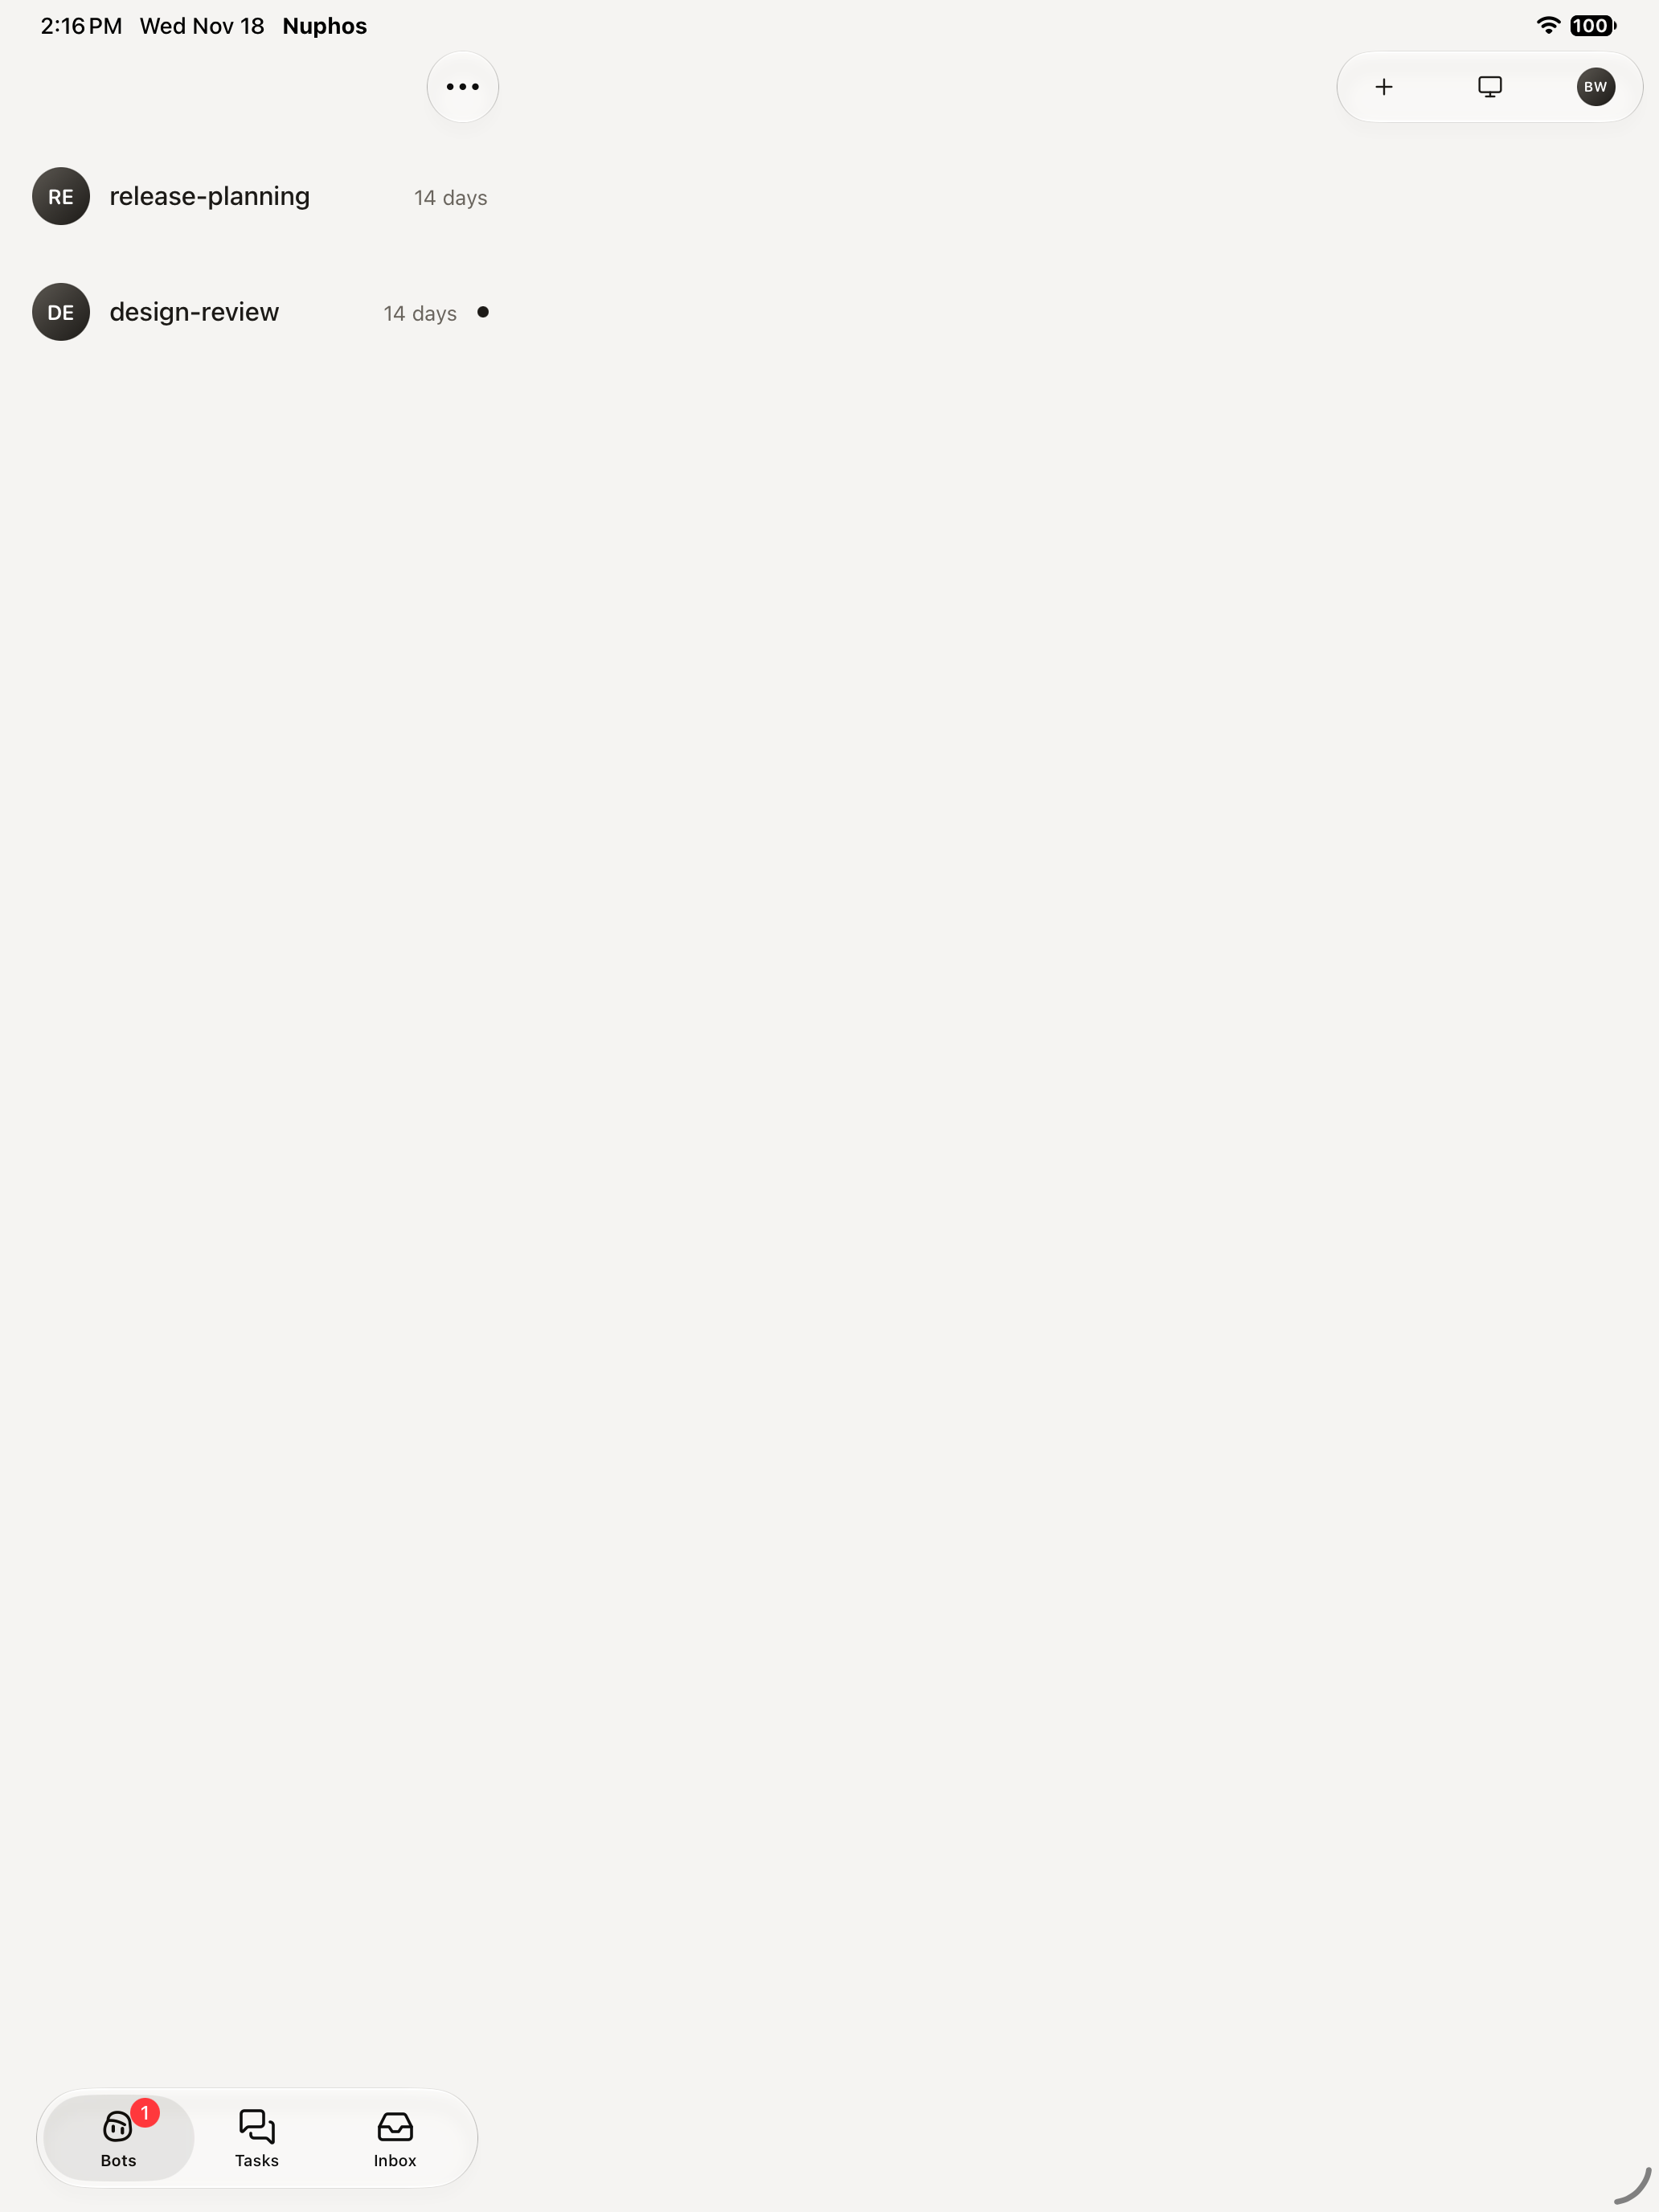 2:16 PM Wed Nov 18 Nuphos 100
BW
RE release-planning 14 days
DE design-review 14 days
1
Bots Tasks Inbox